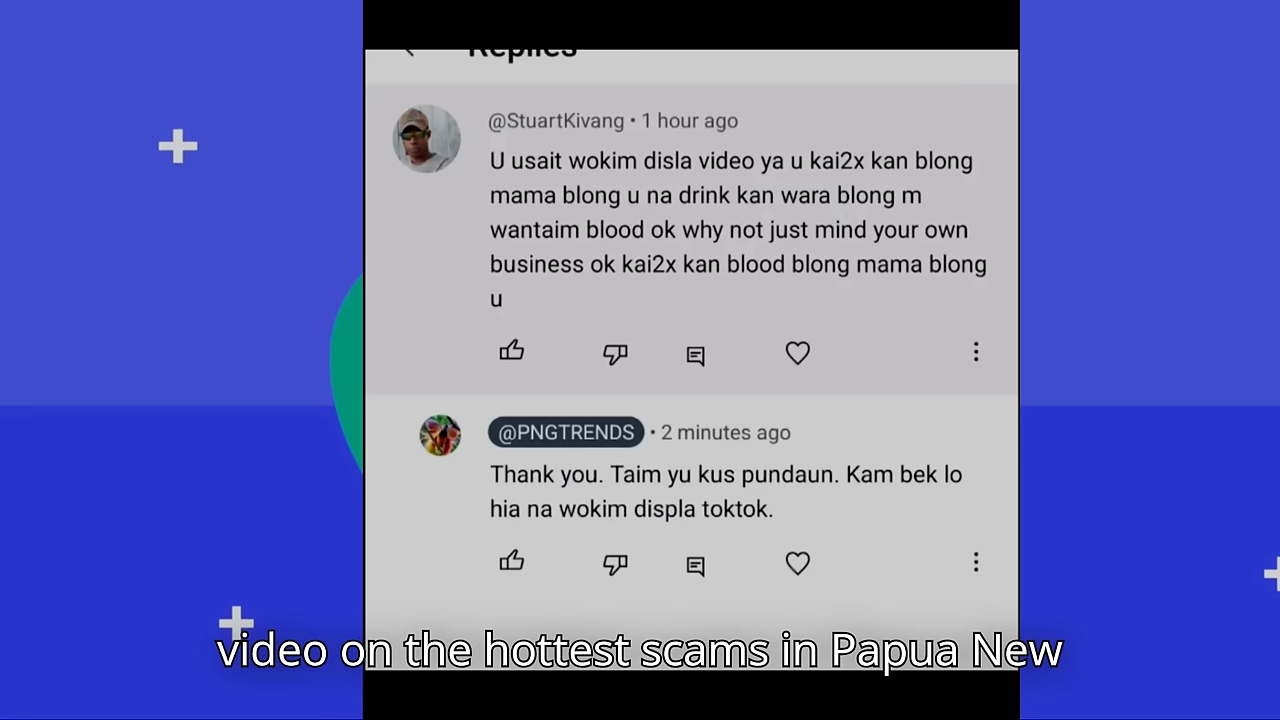 Replies
@StuartKivang • 1 hour ago
U usait wokim disla video ya u kai2x kan blong
mama blong u na drink kan wara blong m
wantaim blood ok why not just mind your own
business ok kai2x kan blood blong mama blong
u
@PNGTRENDS • 2 minutes ago
Thank you. Taim yu kus pundaun. Kam bek lo
hia na wokim displa toktok.
video on the hottest scams in Papua New